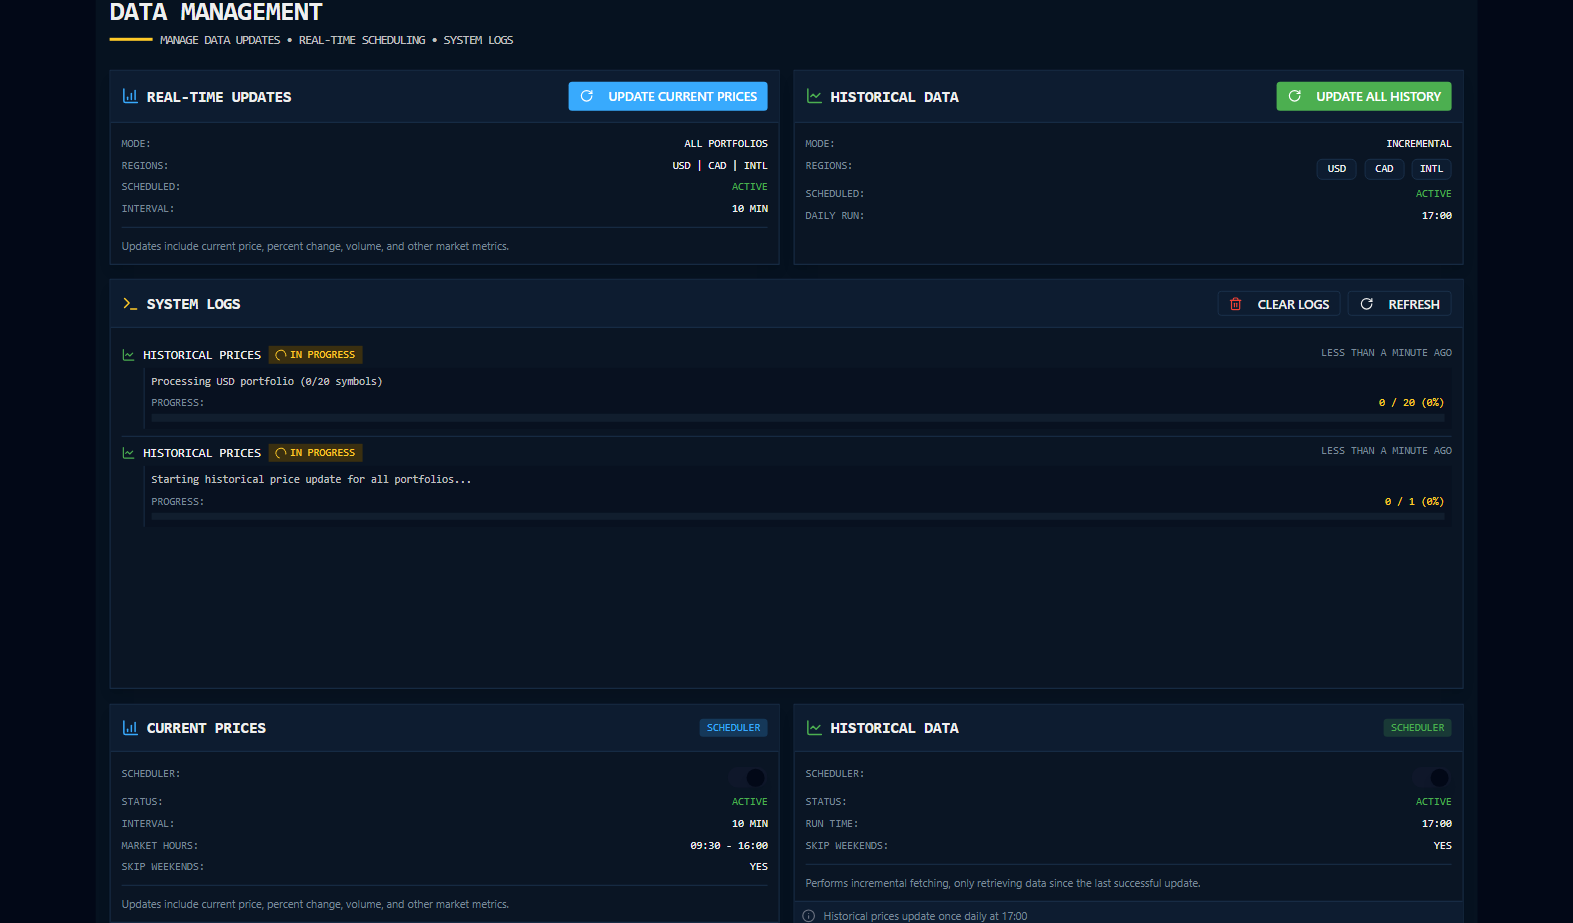 DATA MANAGEMENT
MANAGE DATA UPDATES • REAL-TIME SCHEDULING • SYSTEM LOGS
REAL-TIME UPDATES
UPDATE CURRENT PRICES
MODE: ALL PORTFOLIOS
REGIONS: USD | CAD | INTL
SCHEDULED: ACTIVE
INTERVAL: 10 MIN
Updates include current price, percent change, volume, and other market metrics.
HISTORICAL DATA
UPDATE ALL HISTORY
MODE: INCREMENTAL
REGIONS: USD CAD INTL
SCHEDULED: ACTIVE
DAILY RUN: 17:00
SYSTEM LOGS
CLEAR LOGS
REFRESH
HISTORICAL PRICES IN PROGRESS LESS THAN A MINUTE AGO
Processing USD portfolio (0/20 symbols)
PROGRESS: 0 / 20 (0%)
HISTORICAL PRICES IN PROGRESS LESS THAN A MINUTE AGO
Starting historical price update for all portfolios...
PROGRESS: 0 / 1 (0%)
CURRENT PRICES SCHEDULER
SCHEDULER:
STATUS: ACTIVE
INTERVAL: 10 MIN
MARKET HOURS: 09:30 - 16:00
SKIP WEEKENDS: YES
Updates include current price, percent change, volume, and other market metrics.
HISTORICAL DATA SCHEDULER
SCHEDULER:
STATUS: ACTIVE
RUN TIME: 17:00
SKIP WEEKENDS: YES
Performs incremental fetching, only retrieving data since the last successful update.
Historical prices update once daily at 17:00